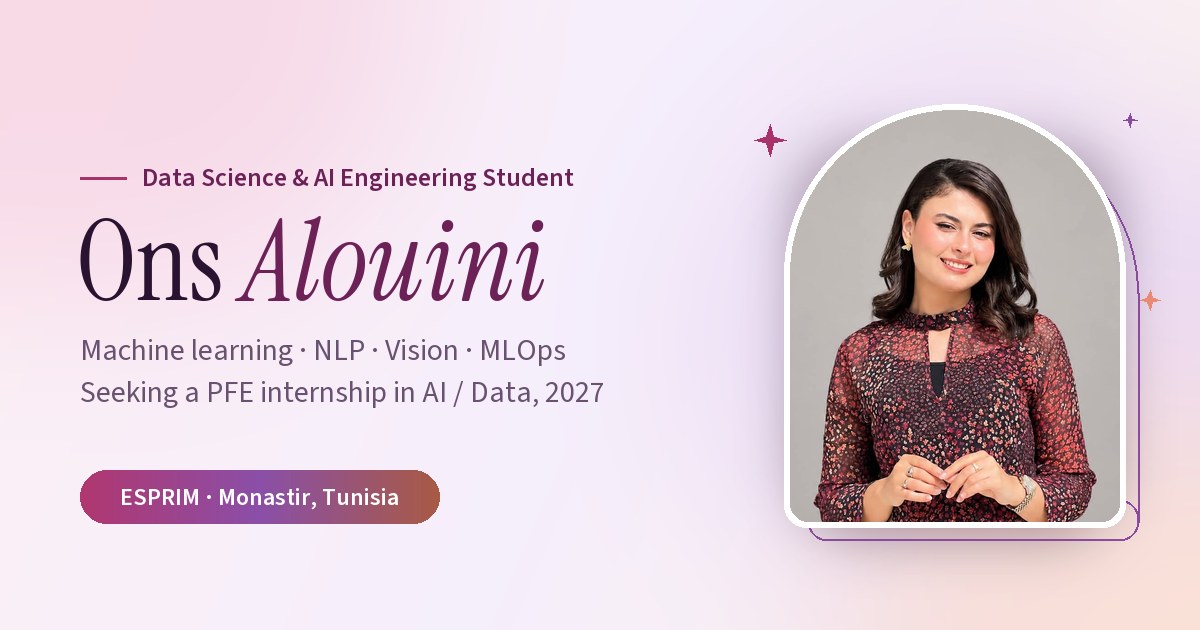 Data Science & AI Engineering Student
Ons Alouini
Machine learning · NLP · Vision · MLOps
Seeking a PFE internship in AI / Data, 2027
ESPRIM · Monastir, Tunisia